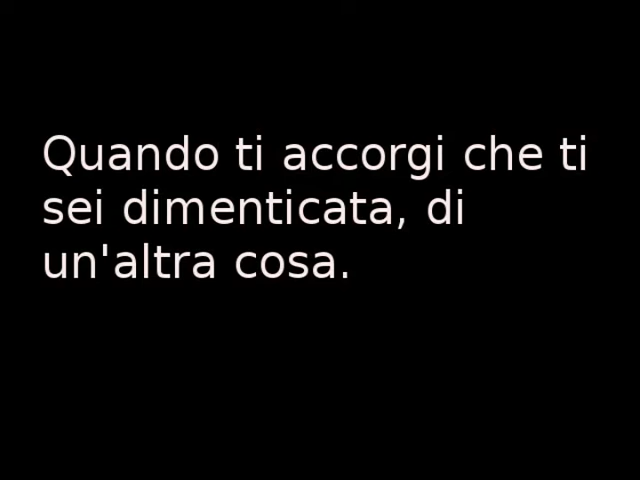 Quando ti accorgi che ti
sei dimenticata, di
un'altra cosa.